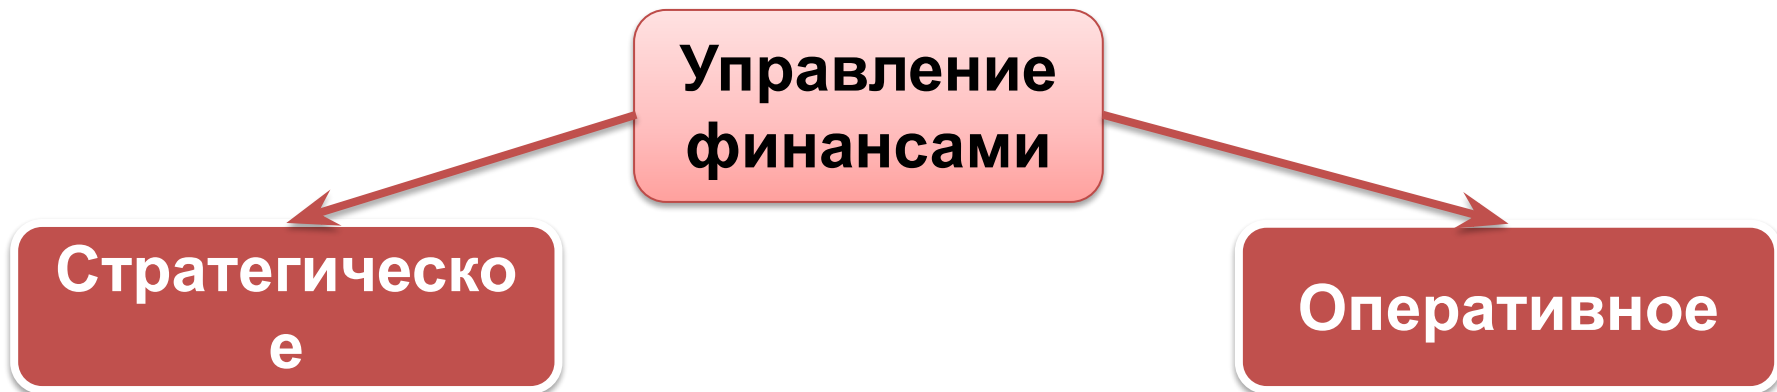 Управление
финансами
Стратегическо
е
Оперативное